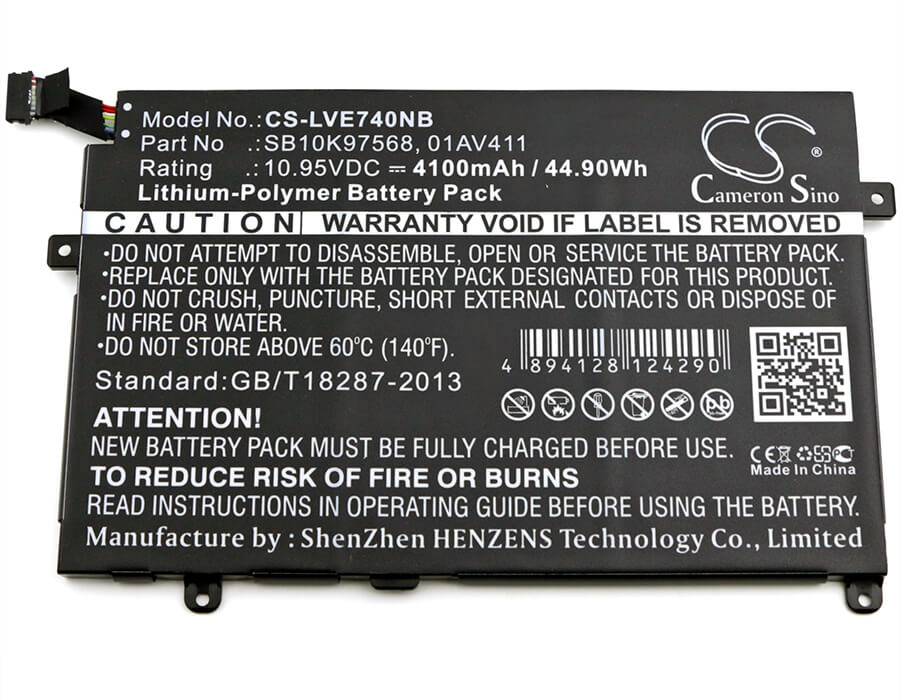 Model No.: CS-LVE740NB
Part No .: SB10K97568, 01AV411
Rating .: 10.95VDC ⎓ 4100mAh / 44.90Wh
Lithium-Polymer Battery Pack
CS
®
Cameron Sino
CAUTION WARRANTY VOID IF LABEL IS REMOVED
•DO NOT ATTEMPT TO DISASSEMBLE, OPEN OR SERVICE THE BATTERY PACK.
•REPLACE ONLY WITH THE BATTERY PACK DESIGNATED FOR THIS PRODUCT.
•DO NOT CRUSH, PUNCTURE, SHORT EXTERNAL CONTACTS OR DISPOSE OF
IN FIRE OR WATER.
•DO NOT STORE ABOVE 60°C (140°F).
Standard:GB/T18287-2013
4 894128 124290
Pb
ATTENTION!
NEW BATTERY PACK MUST BE FULLY CHARGED BEFORE USE.
CE
Made In China
TO REDUCE RISK OF FIRE OR BURNS
READ INSTRUCTIONS IN OPERATING GUIDE BEFORE USING THE BATTERY.
Manufacture by : ShenZhen HENZENS Technology Co., Limited